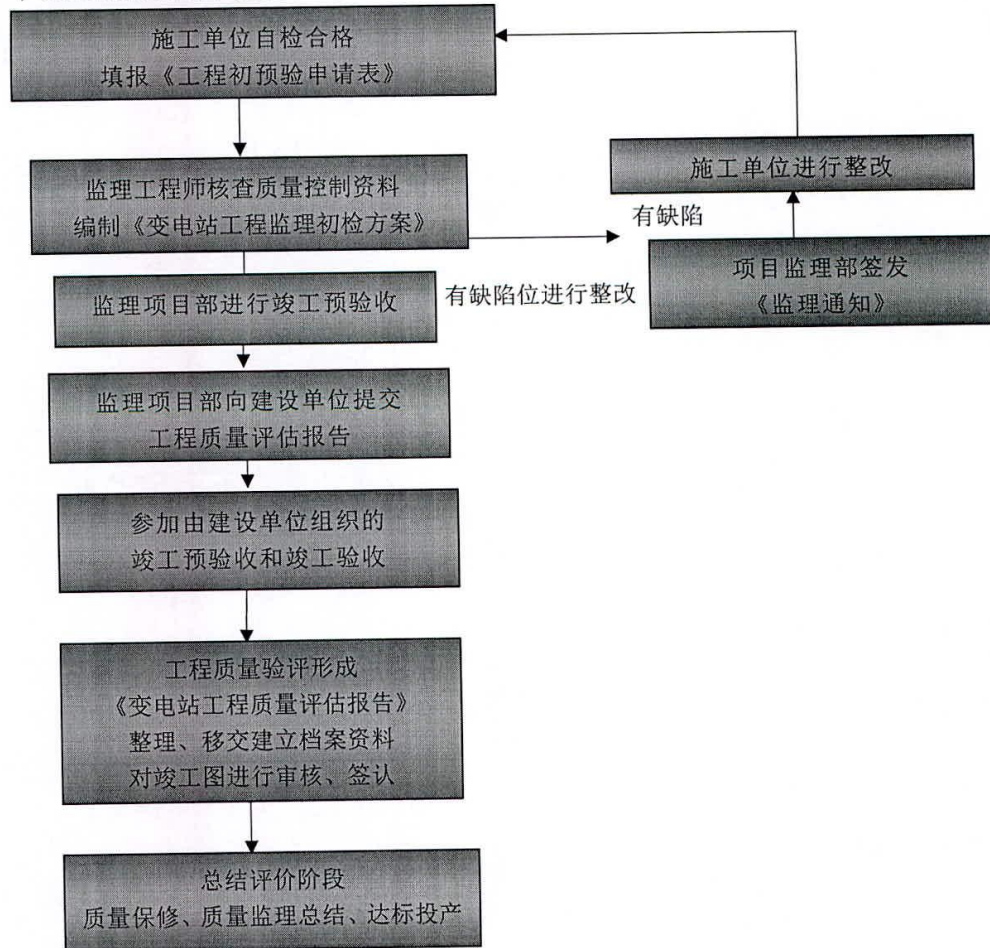 施工单位自检合格
填报《工程初预验申请表》
施工单位进行整改
监理工程师核查质量控制资料
编制《变电站工程监理初检方案》
有缺陷
项目监理部签发
《监理通知》
监理项目部进行竣工预验收
有缺陷位进行整改
监理项目部向建设单位提交
工程质量评估报告
参加由建设单位组织的
竣工预验收和竣工验收
工程质量验评形成
《变电站工程质量评估报告》
整理、移交建立档案资料
对竣工图进行审核、签认
总结评价阶段
质量保修、质量监理总结、达标投产